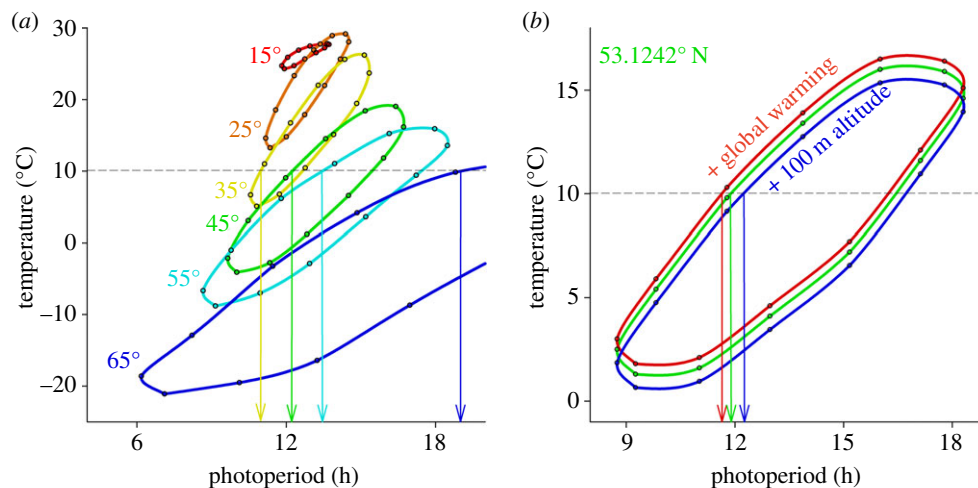 (a)
30
20
10
0
–10
–20
temperature (°C)
15°
25°
35°
45°
55°
65°
6
12
18
photoperiod (h)
(b)
53.1242° N
15
10
5
0
temperature (°C)
+ global warming
+ 100 m altitude
9
12
15
18
photoperiod (h)